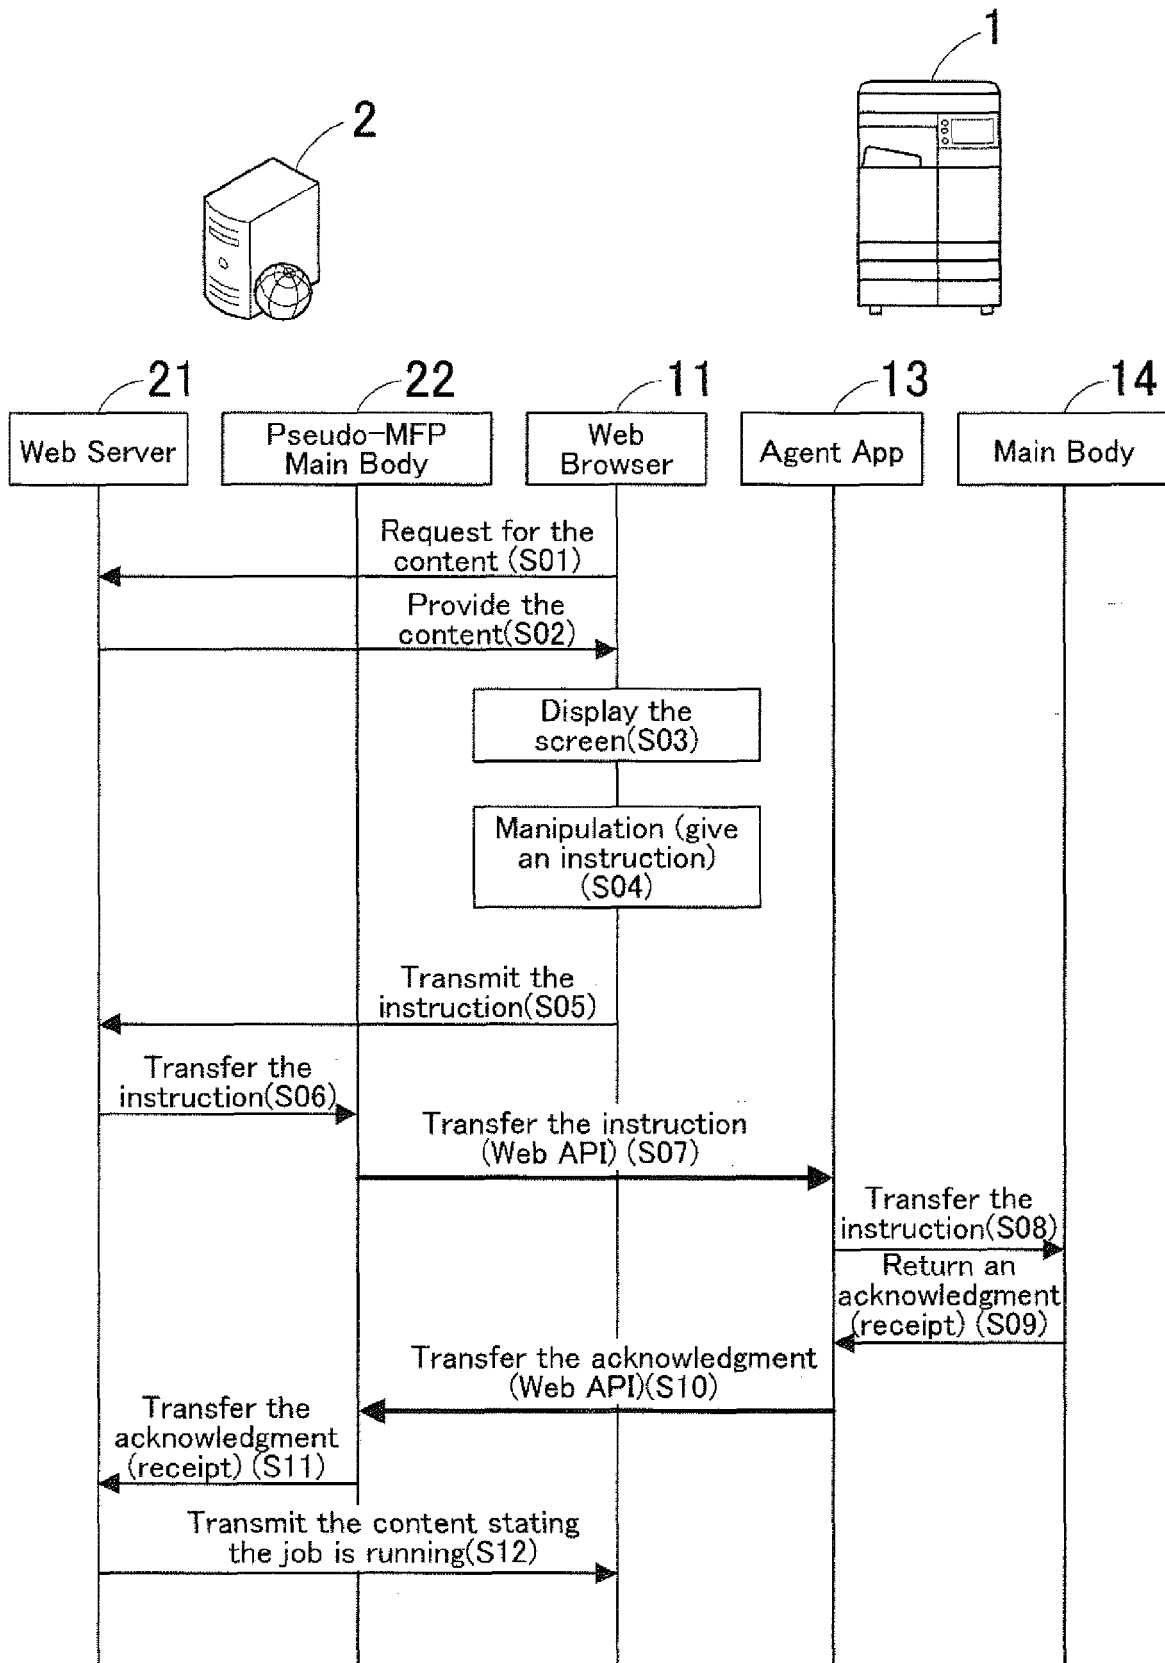 1
2
21
22
11
13
14
Web Server
Pseudo-MFP
Main Body
Web
Browser
Agent App
Main Body
Request for the
content (S01)
Provide the
content(S02)
Display the
screen(S03)
Manipulation (give
an instruction)
(S04)
Transmit the
instruction(S05)
Transfer the
instruction(S06)
Transfer the instruction
(Web API) (S07)
Transfer the
instruction(S08)
Return an
acknowledgment
(receipt) (S09)
Transfer the acknowledgment
(Web API)(S10)
Transfer the
acknowledgment
(receipt) (S11)
Transmit the content stating
the job is running(S12)